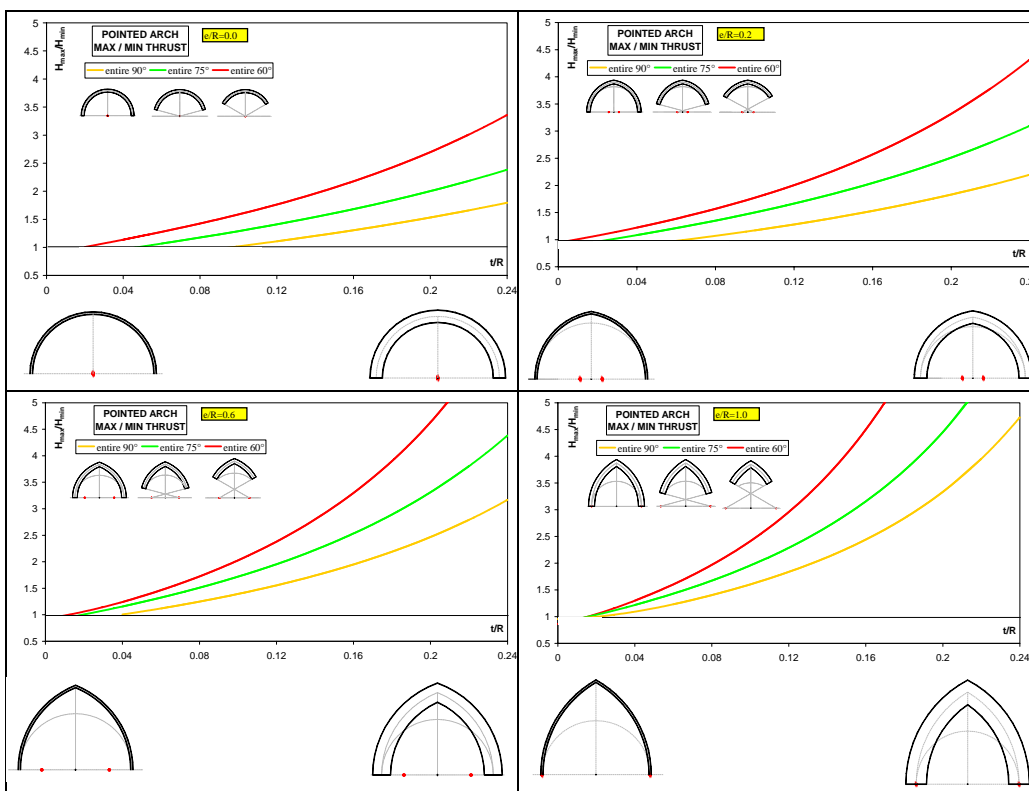 POINTED ARCH
MAX / MIN THRUST
e/R=0.0
entire 90° entire 75° entire 60°
Hmax/Hmin
5
4.5
4
3.5
3
2.5
2
1.5
1
0.5
t/R
0 0.04 0.08 0.12 0.16 0.2 0.24
POINTED ARCH
MAX / MIN THRUST
e/R=0.2
entire 90° entire 75° entire 60°
Hmax/Hmin
5
4.5
4
3.5
3
2.5
2
1.5
1
0.5
t/R
0 0.04 0.08 0.12 0.16 0.2
POINTED ARCH
MAX / MIN THRUST
e/R=0.6
entire 90° entire 75° entire 60°
Hmax/Hmin
5
4.5
4
3.5
3
2.5
2
1.5
1
0.5
t/R
0 0.04 0.08 0.12 0.16 0.2 0.24
POINTED ARCH
MAX / MIN THRUST
e/R=1.0
entire 90° entire 75° entire 60°
Hmax/Hmin
5
4.5
4
3.5
3
2.5
2
1.5
1
0.5
t/R
0 0.04 0.08 0.12 0.16 0.2 0.24